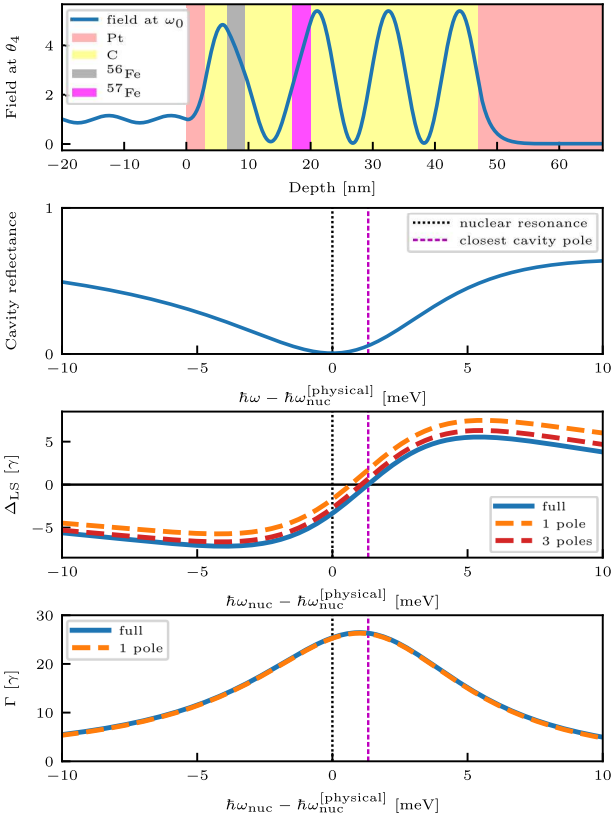 Field at θ₄
4
2
0
field at ω₀
Pt
C
⁵⁶Fe
⁵⁷Fe
−20 −10 0 10 20 30 40 50 60
Depth [nm]
Cavity reflectance
1
0
nuclear resonance
closest cavity pole
−10 −5 0 5 10
ℏω − ℏω_nuc^[physical] [meV]
Δ_LS [γ]
5
0
−5
full
1 pole
3 poles
−10 −5 0 5 10
ℏω_nuc − ℏω_nuc^[physical] [meV]
Γ [γ]
30
20
10
0
full
1 pole
−10 −5 0 5 10
ℏω_nuc − ℏω_nuc^[physical] [meV]